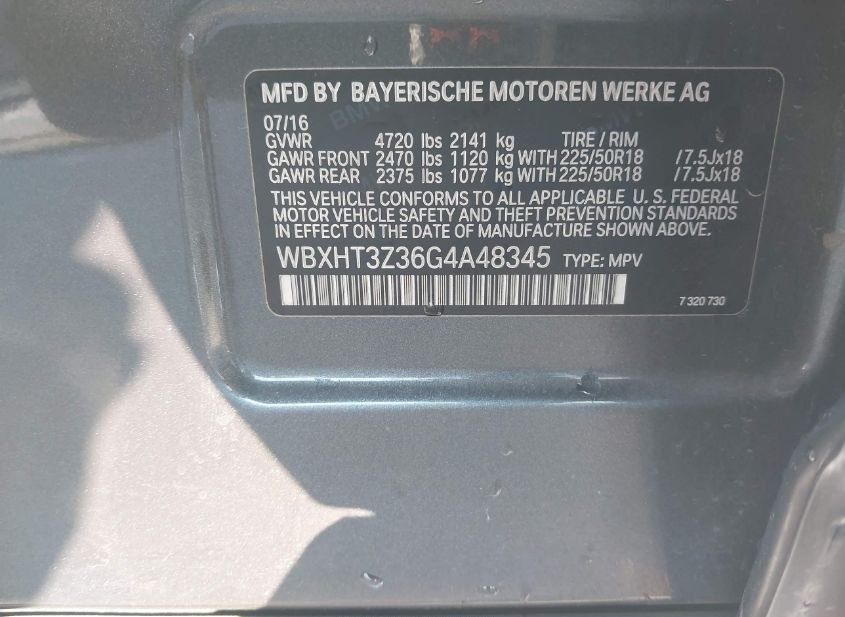 MFD BY BAYERISCHE MOTOREN WERKE AG
07/16
GVWR 4720 lbs 2141 kg TIRE / RIM
GAWR FRONT 2470 lbs 1120 kg WITH 225/50R18 /7.5Jx18
GAWR REAR 2375 lbs 1077 kg WITH 225/50R18 /7.5Jx18
THIS VEHICLE CONFORMS TO ALL APPLICABLE U. S. FEDERAL
MOTOR VEHICLE SAFETY AND THEFT PREVENTION STANDARDS
IN EFFECT ON THE DATE OF MANUFACTURE SHOWN ABOVE.
WBXHT3Z36G4A48345 TYPE: MPV
7 320 730